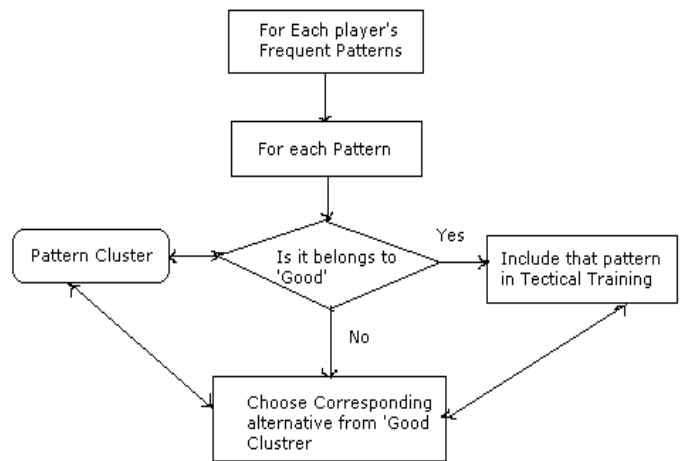 For Each player's
Frequent Patterns
For each Pattern
Yes
Pattern Cluster
Is it belongs to
'Good'
Include that pattern
in Tectical Training
No
Choose Corresponding
alternative from 'Good
Clustrer